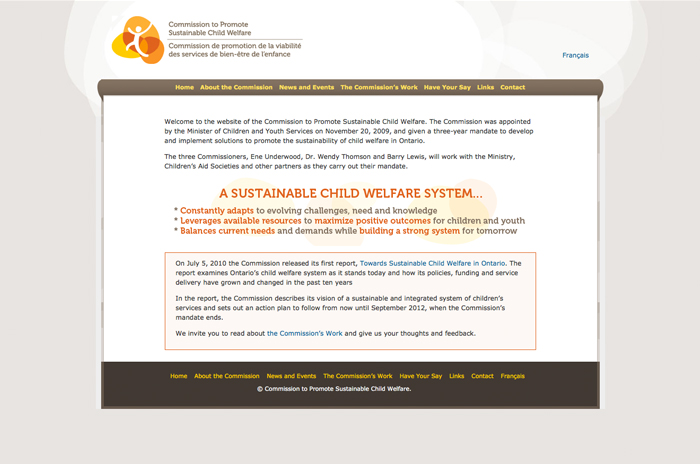 Commission to Promote
Sustainable Child Welfare
Commission de promotion de la viabilité
des services de bien-être de l'enfance
Français
Home About the Commission News and Events The Commission's Work Have Your Say Links Contact
Welcome to the website of the Commission to Promote Sustainable Child Welfare. The Commission was appointed
by the Minister of Children and Youth Services on November 20, 2009, and given a three-year mandate to develop
and implement solutions to promote the sustainability of child welfare in Ontario.
The three Commissioners, Ene Underwood, Dr. Wendy Thomson and Barry Lewis, will work with the Ministry,
Children's Aid Societies and other partners as they carry out their mandate.
A SUSTAINABLE CHILD WELFARE SYSTEM...
* Constantly adapts to evolving challenges, need and knowledge
* Leverages available resources to maximize positive outcomes for children and youth
* Balances current needs and demands while building a strong system for tomorrow
On July 5, 2010 the Commission released its first report, Towards Sustainable Child Welfare in Ontario. The
report examines Ontario's child welfare system as it stands today and how its policies, funding and service
delivery have grown and changed in the past ten years
In the report, the Commission describes its vision of a sustainable and integrated system of children's
services and sets out an action plan to follow from now until September 2012, when the Commission's
mandate ends.
We invite you to read about the Commission's Work and give us your thoughts and feedback.
Home About the Commission News and Events The Commission's Work Have Your Say Links Contact Français
© Commission to Promote Sustainable Child Welfare.